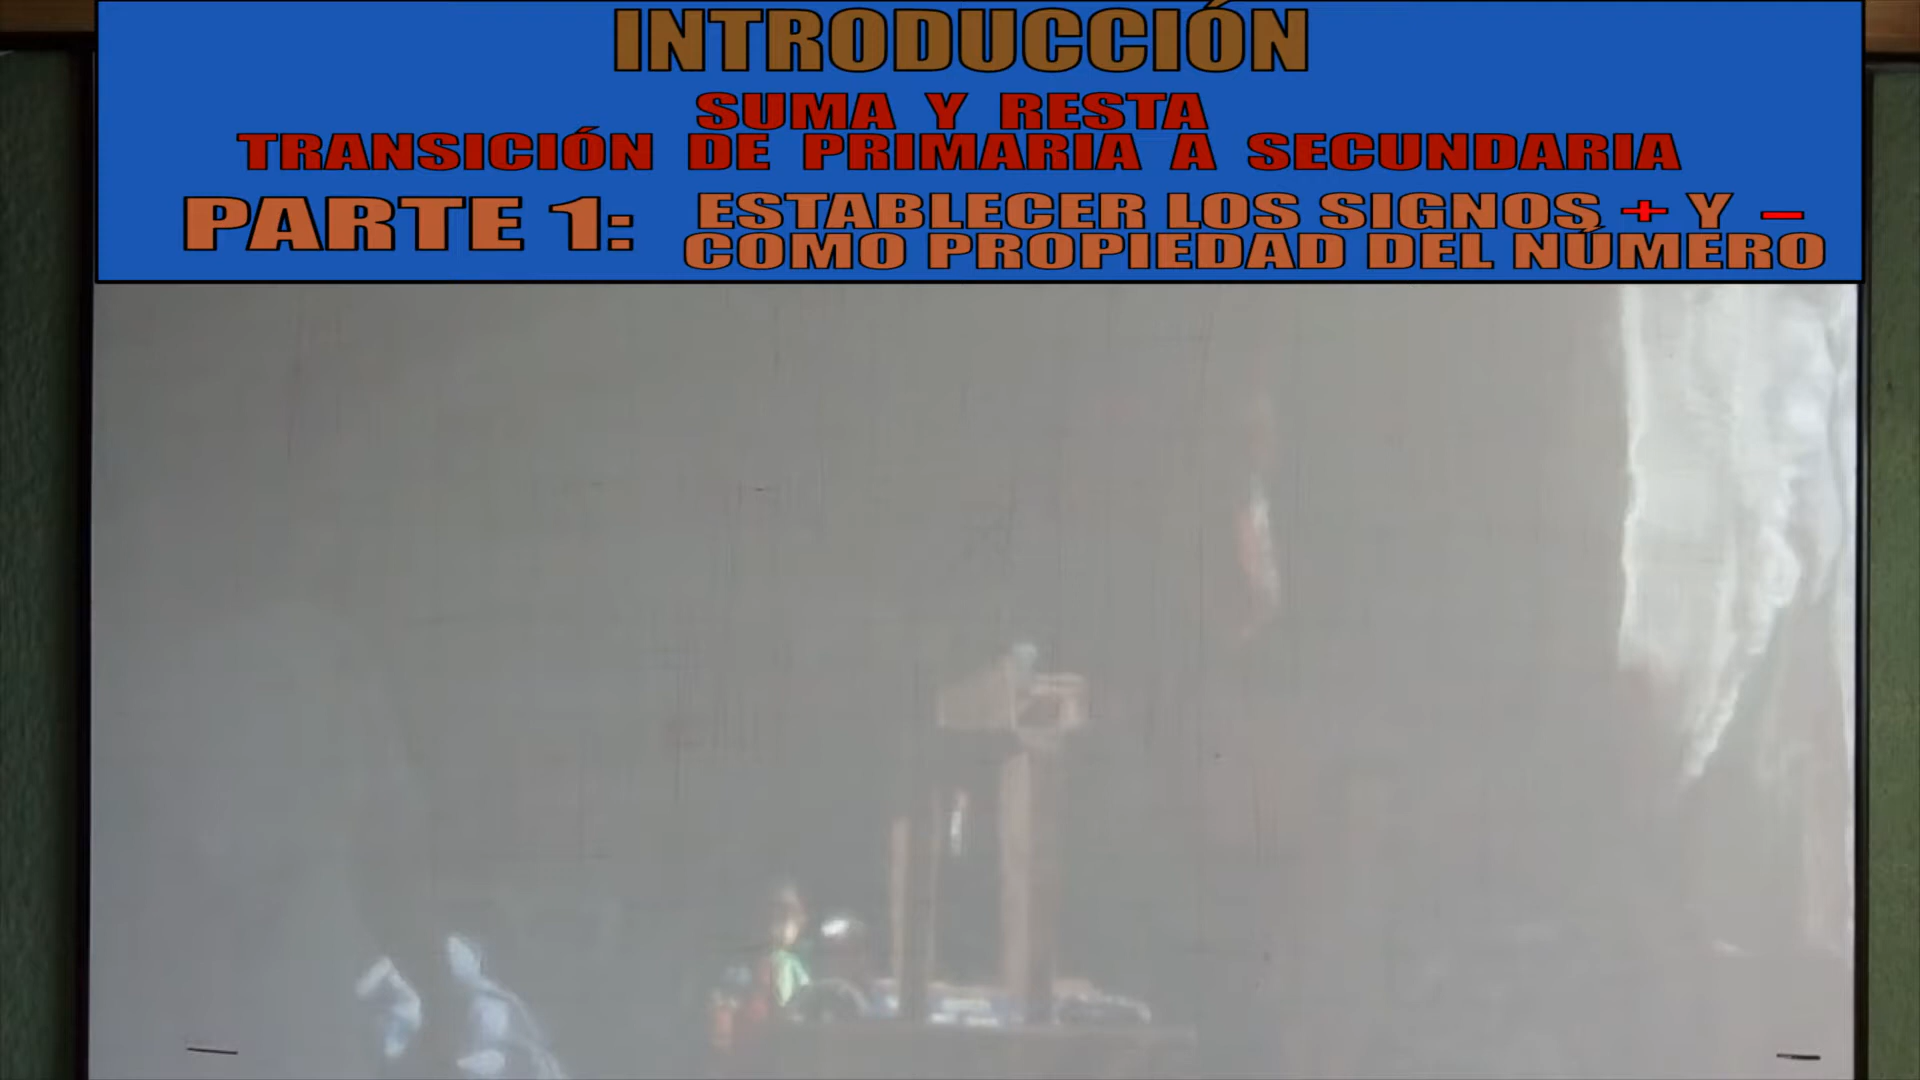 INTRODUCCIÓN
SUMA Y RESTA
TRANSICIÓN DE PRIMARIA A SECUNDARIA
PARTE 1: ESTABLECER LOS SIGNOS + Y −
COMO PROPIEDAD DEL NÚMERO